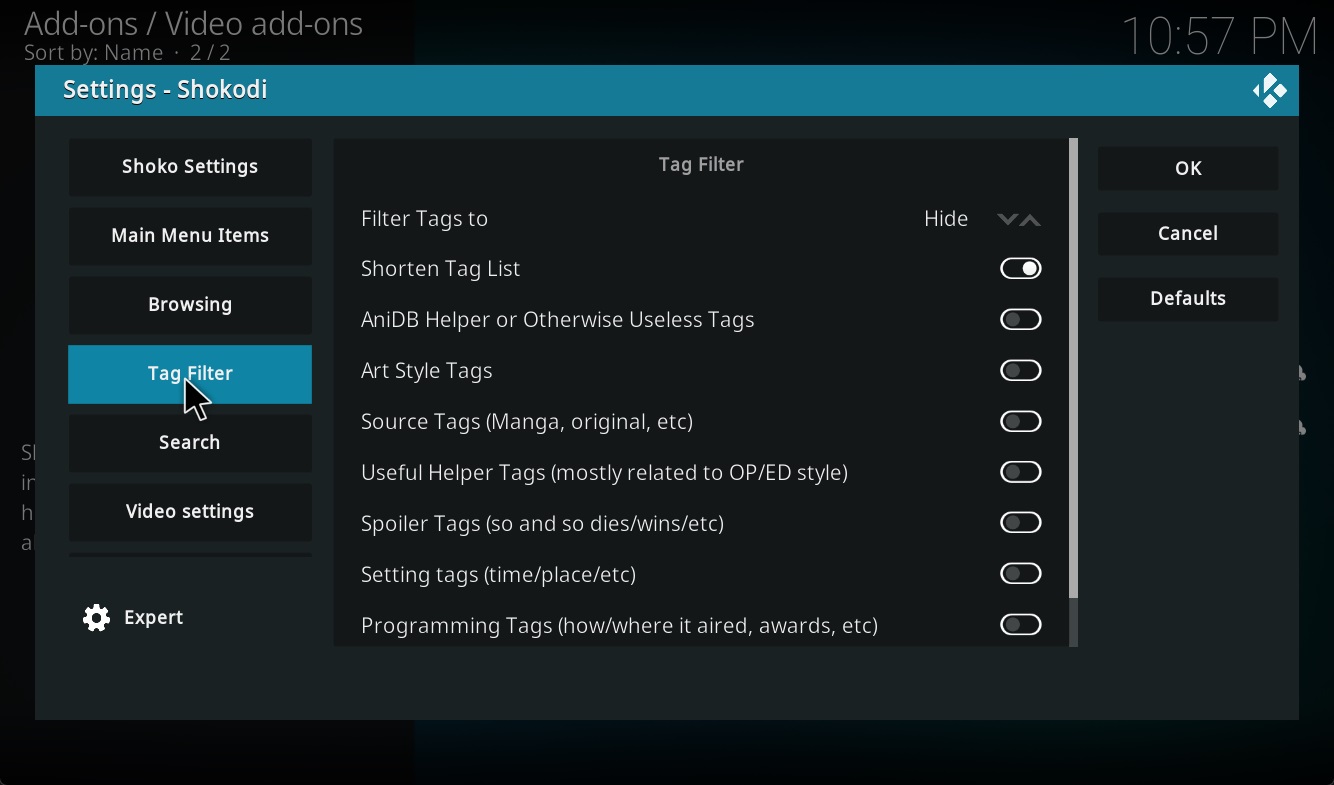 Add-ons / Video add-ons
Sort by: Name · 2 / 2
10:57 PM
Settings - Shokodi
Shoko Settings
Main Menu Items
Browsing
Tag Filter
Search
Video settings
Expert
Tag Filter
Filter Tags to Hide
Shorten Tag List
AniDB Helper or Otherwise Useless Tags
Art Style Tags
Source Tags (Manga, original, etc)
Useful Helper Tags (mostly related to OP/ED style)
Spoiler Tags (so and so dies/wins/etc)
Setting tags (time/place/etc)
Programming Tags (how/where it aired, awards, etc)
OK
Cancel
Defaults